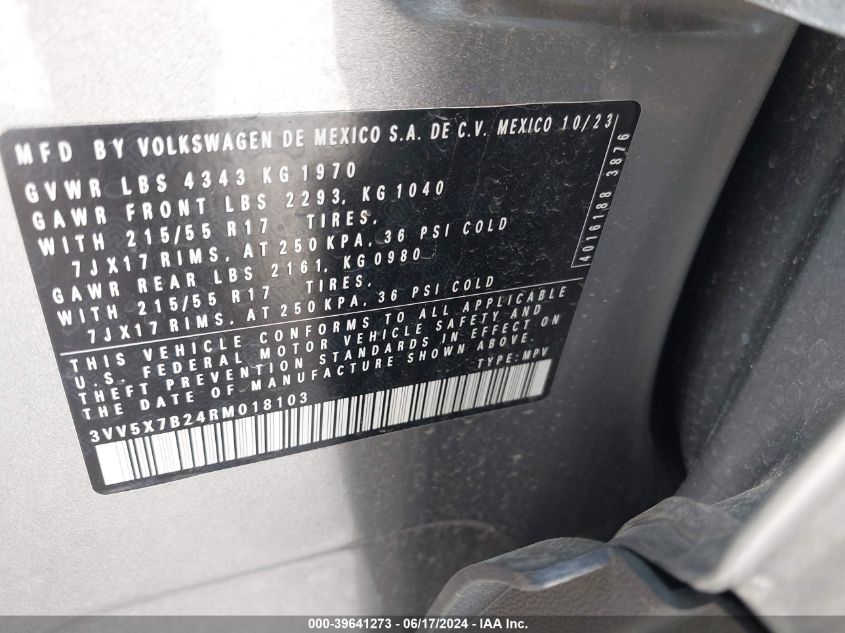 MFD BY VOLKSWAGEN DE MEXICO S.A. DE C.V. MEXICO 10/23
GVWR LBS 4343 KG 1970
GAWR FRONT LBS 2293, KG 1040
WITH 215/55 R17 TIRES,
7JX17 RIMS, AT 250 KPA, 36 PSI COLD
GAWR REAR LBS 2161, KG0980
WITH 215/55 R17 TIRES,
7JX17 RIMS, AT 250 KPA, 36 PSI COLD
4016188 3876
THIS VEHICLE CONFORMS TO ALL APPLICABLE
U.S. FEDERAL MOTOR VEHICLE SAFETY AND
THEFT PREVENTION STANDARDS IN EFFECT ON
THE DATE OF MANUFACTURE SHOWN ABOVE.
3VV5X7B24RM018103 TYPE: MPV
000-39641273 - 06/17/2024 - IAA Inc.